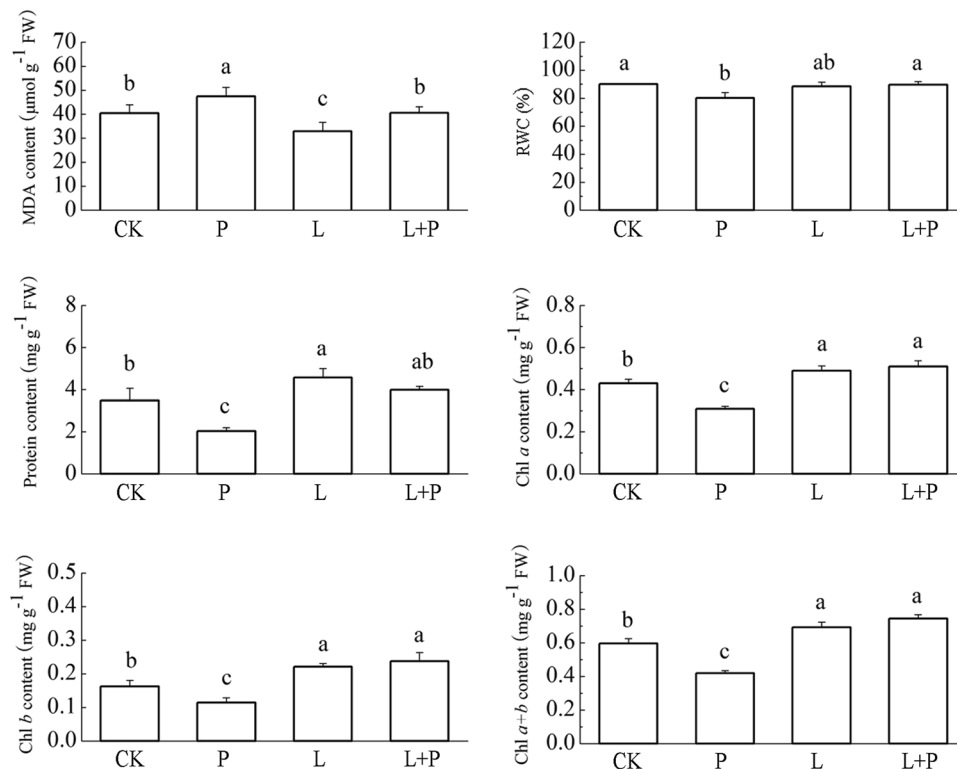 MDA content (μmol g⁻¹ FW)
70
60
50
40
30
20
10
0
b
a
c
b
CK P L L+P
RWC (%)
120
100
80
60
40
20
0
a
b
ab
a
CK P L L+P
Protein content (mg g⁻¹ FW)
8
6
4
2
0
b
c
a
ab
CK P L L+P
Chl a content (mg g⁻¹ FW)
0.8
0.6
0.4
0.2
0.0
b
c
a
a
CK P L L+P
Chl b content (mg g⁻¹ FW)
0.5
0.4
0.3
0.2
0.1
0.0
b
c
a
a
CK P L L+P
Chl a+b content (mg g⁻¹ FW)
1.0
0.8
0.6
0.4
0.2
0.0
b
c
a
a
CK P L L+P